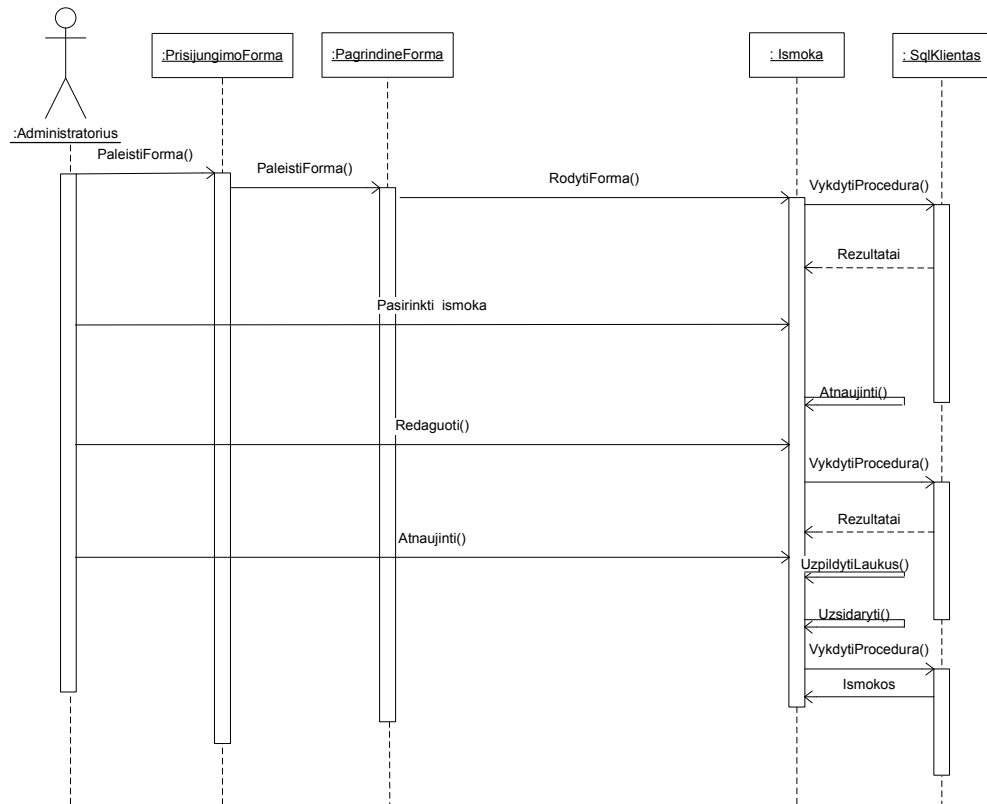 :PrisijungimoForma
:PagrindineForma
: Ismoka
: SqlKlientas
:Administratorius
PaleistiForma()
PaleistiForma()
RodytiForma()
VykdytiProcedura()
Rezultatai
Pasirinkti ismoka
Atnaujinti()
Redaguoti()
VykdytiProcedura()
Rezultatai
Atnaujinti()
UzpildytiLaukus()
Uzsidaryti()
VykdytiProcedura()
Ismokos